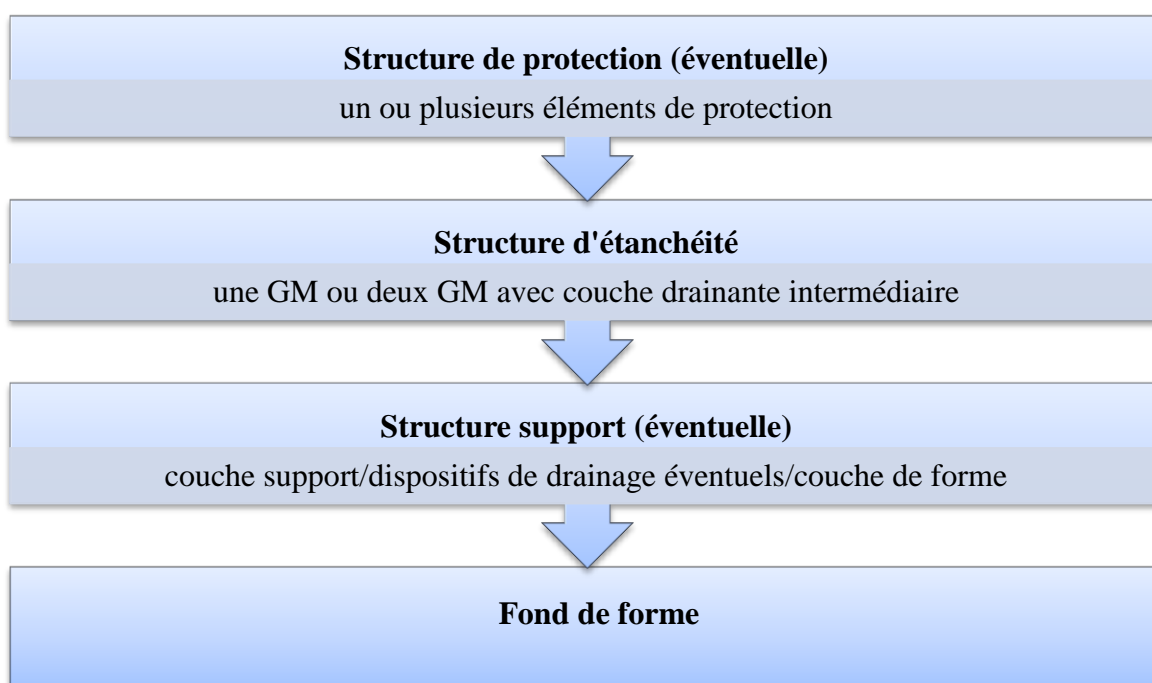 Structure de protection (éventuelle)
un ou plusieurs éléments de protection
Structure d'étanchéité
une GM ou deux GM avec couche drainante intermédiaire
Structure support (éventuelle)
couche support/dispositifs de drainage éventuels/couche de forme
Fond de forme